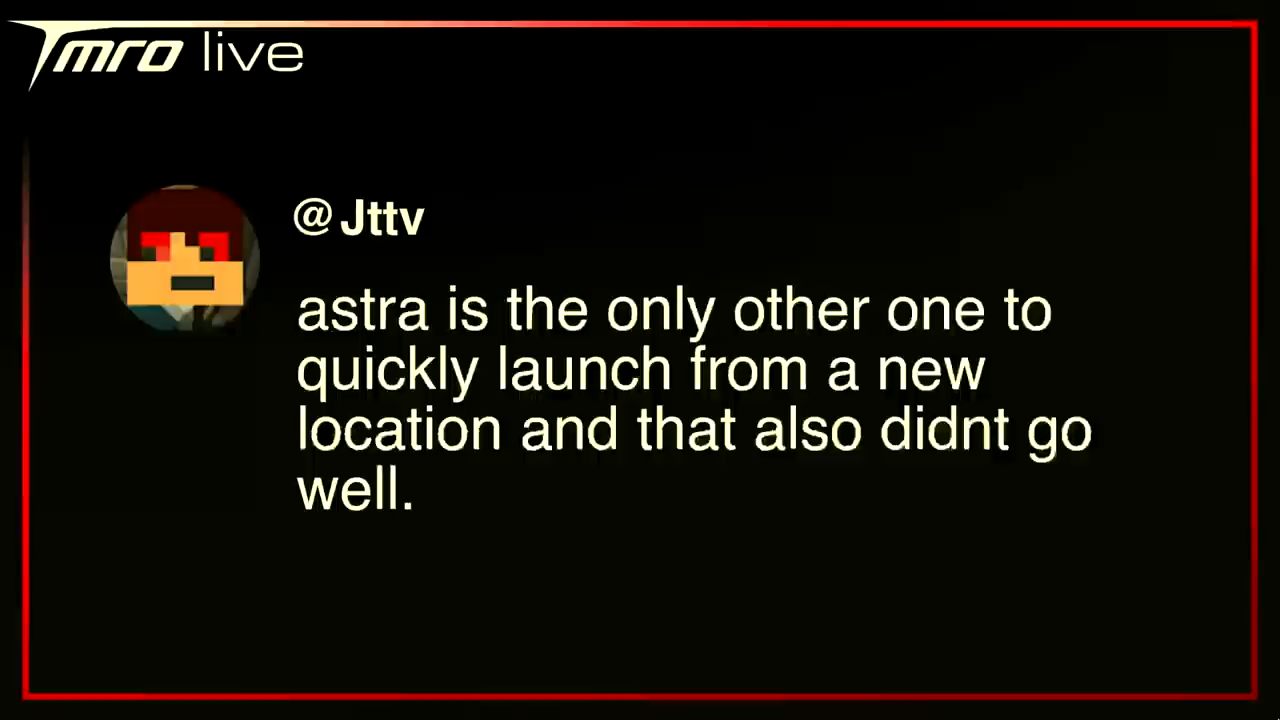 Tmro live
@Jttv
astra is the only other one to
quickly launch from a new
location and that also didnt go
well.